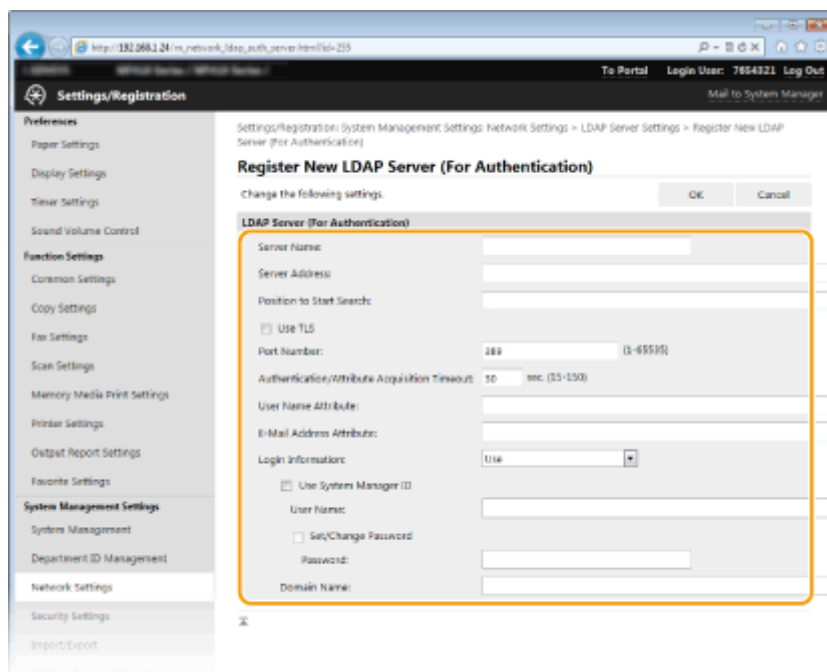 http://192.168.1.24/m_network_ldap_auth_server.html?id=255
To Portal Login User: 7654321 Log Out
Settings/Registration
Mail to System Manager
Preferences
Paper Settings
Display Settings
Timer Settings
Sound Volume Control
Function Settings
Common Settings
Copy Settings
Fax Settings
Scan Settings
Memory Media Print Settings
Printer Settings
Output Report Settings
Favorite Settings
System Management Settings
System Management
Department ID Management
Network Settings
Security Settings
Import/Export
Settings/Registration: System Management Settings: Network Settings > LDAP Server Settings > Register New LDAP
Server (For Authentication)
Register New LDAP Server (For Authentication)
Change the following settings.
OK Cancel
LDAP Server (For Authentication)
Server Name:
Server Address:
Position to Start Search:
Use TLS
Port Number: 389 (1-65535)
Authentication/Attribute Acquisition Timeout: 30 sec. (15-150)
User Name Attribute:
E-Mail Address Attribute:
Login Information: Use
Use System Manager ID
User Name:
Set/Change Password
Password:
Domain Name: